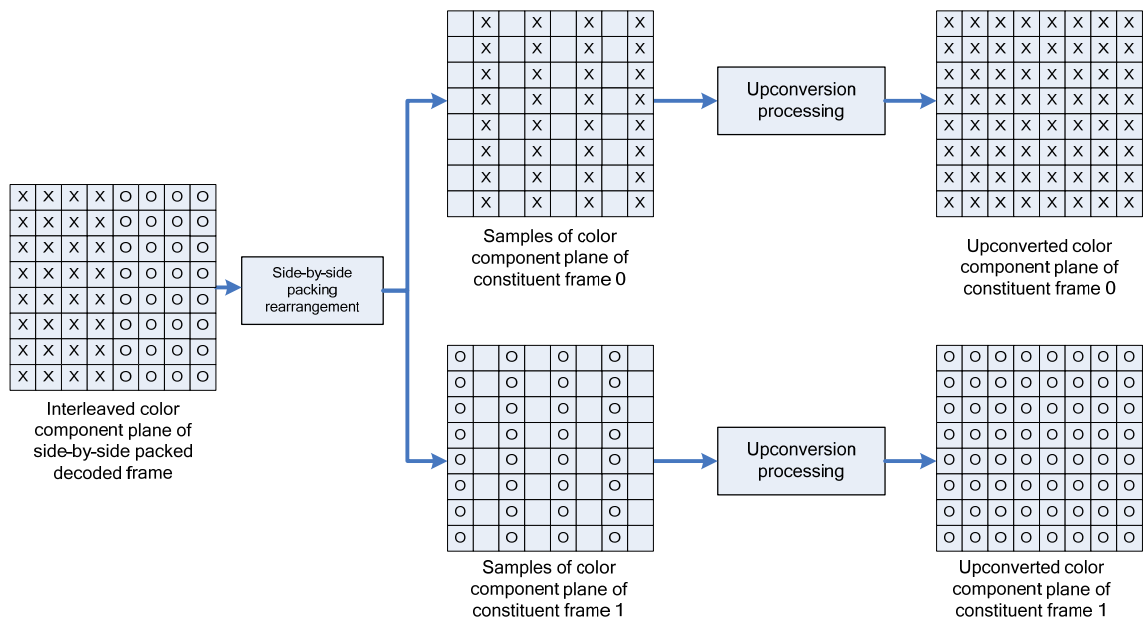 X X X X
X X X X
X X X X
X X X X
X X X X
X X X X
X X X X
X X X X
Samples of color
component plane of
constituent frame 0
Upconversion
processing
X X X X X X X X
X X X X X X X X
X X X X X X X X
X X X X X X X X
X X X X X X X X
X X X X X X X X
X X X X X X X X
X X X X X X X X
Upconverted color
component plane of
constituent frame 0
X X X X O O O O
X X X X O O O O
X X X X O O O O
X X X X O O O O
X X X X O O O O
X X X X O O O O
X X X X O O O O
X X X X O O O O
Interleaved color
component plane of
side-by-side packed
decoded frame
Side-by-side
packing
rearrangement
O O O O
O O O O
O O O O
O O O O
O O O O
O O O O
O O O O
O O O O
Samples of color
component plane of
constituent frame 1
Upconversion
processing
O O O O O O O O
O O O O O O O O
O O O O O O O O
O O O O O O O O
O O O O O O O O
O O O O O O O O
O O O O O O O O
O O O O O O O O
Upconverted color
component plane of
constituent frame 1